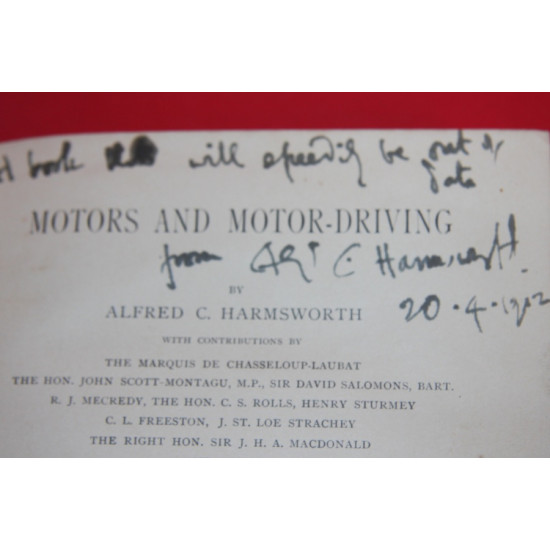 A book will speedily be out of
date
MOTORS AND MOTOR-DRIVING
from C Harmsworth
BY
20.4.1902
ALFRED C. HARMSWORTH
WITH CONTRIBUTIONS BY
THE MARQUIS DE CHASSELOUP-LAUBAT
THE HON. JOHN SCOTT-MONTAGU, M.P., SIR DAVID SALOMONS, BART.
R. J. MECREDY, THE HON. C. S. ROLLS, HENRY STURMEY
C. L. FREESTON, J. ST. LOE STRACHEY
THE RIGHT HON. SIR J. H. A. MACDONALD